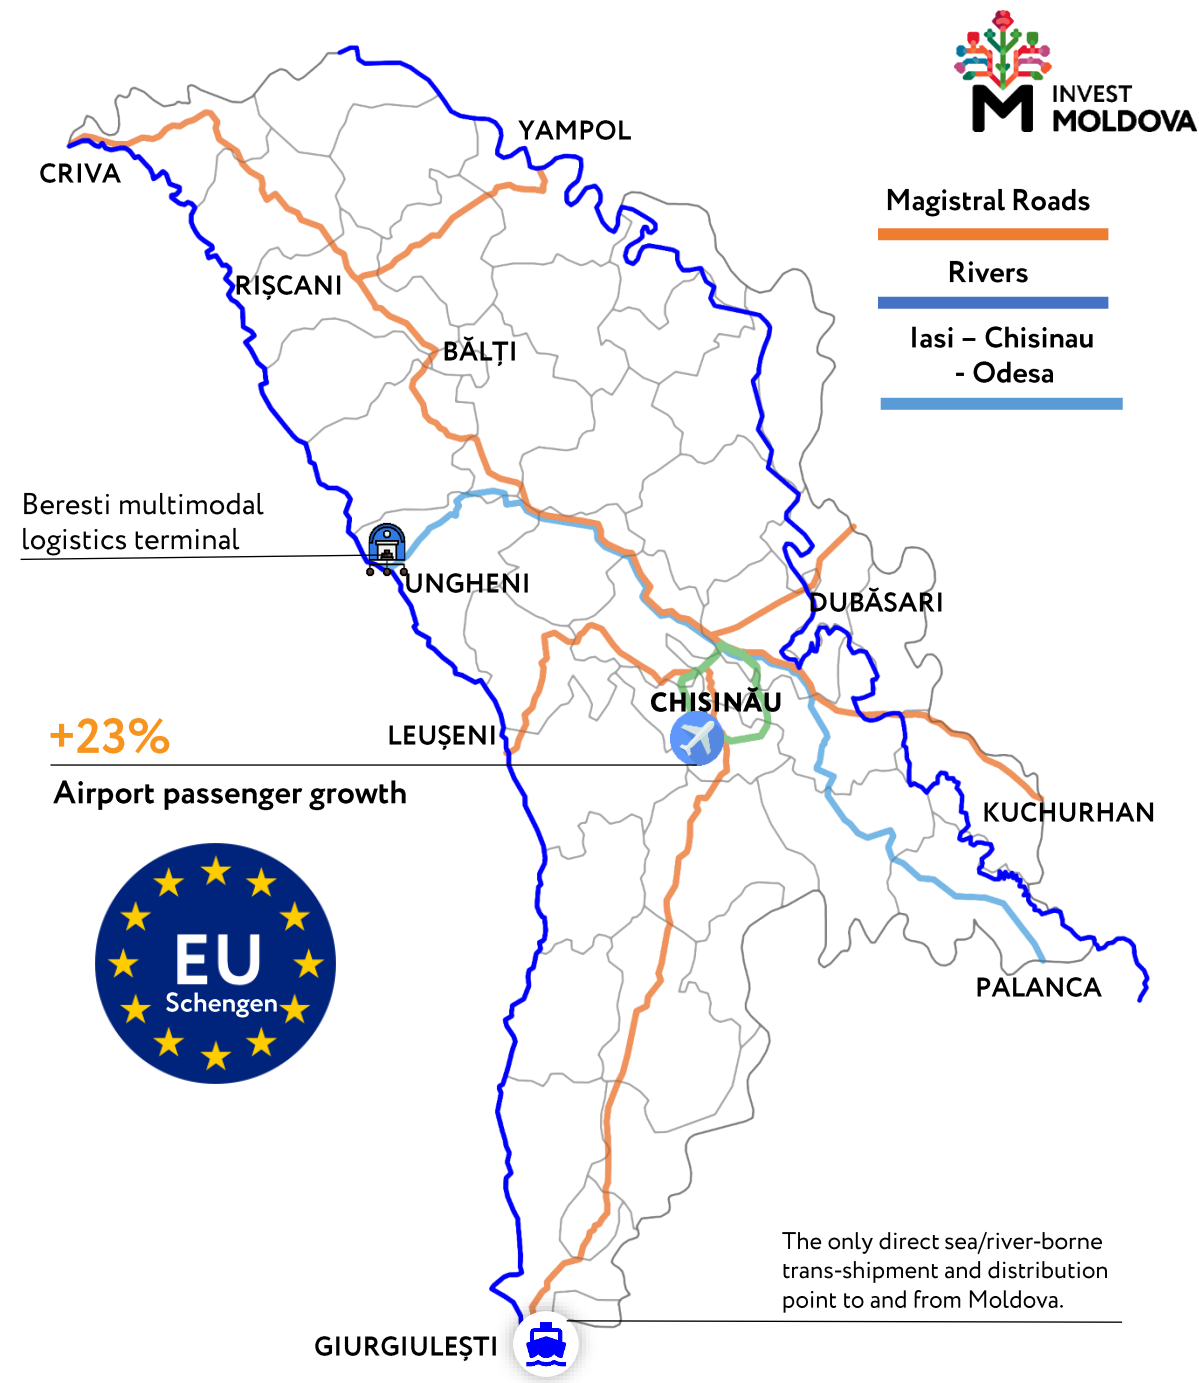 INVEST
MOLDOVA
YAMPOL
CRIVA
Magistral Roads
Rivers
RIȘCANI
Iasi – Chisinau
- Odesa
BĂLȚI
Beresti multimodal
logistics terminal
UNGHENI
DUBĂSARI
CHISINĂU
LEUȘENI
+23%
Airport passenger growth
KUCHURHAN
EU
Schengen
PALANCA
The only direct sea/river-borne
trans-shipment and distribution
point to and from Moldova.
GIURGIULEȘTI